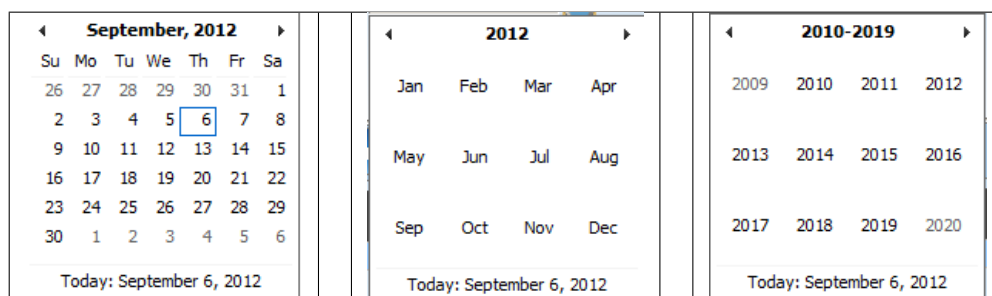 September, 2012
Su Mo Tu We Th Fr Sa
26 27 28 29 30 31 1
2 3 4 5 6 7 8
9 10 11 12 13 14 15
16 17 18 19 20 21 22
23 24 25 26 27 28 29
30 1 2 3 4 5 6
Today: September 6, 2012
2012
Jan Feb Mar Apr
May Jun Jul Aug
Sep Oct Nov Dec
Today: September 6, 2012
2010-2019
2009 2010 2011 2012
2013 2014 2015 2016
2017 2018 2019 2020
Today: September 6, 2012